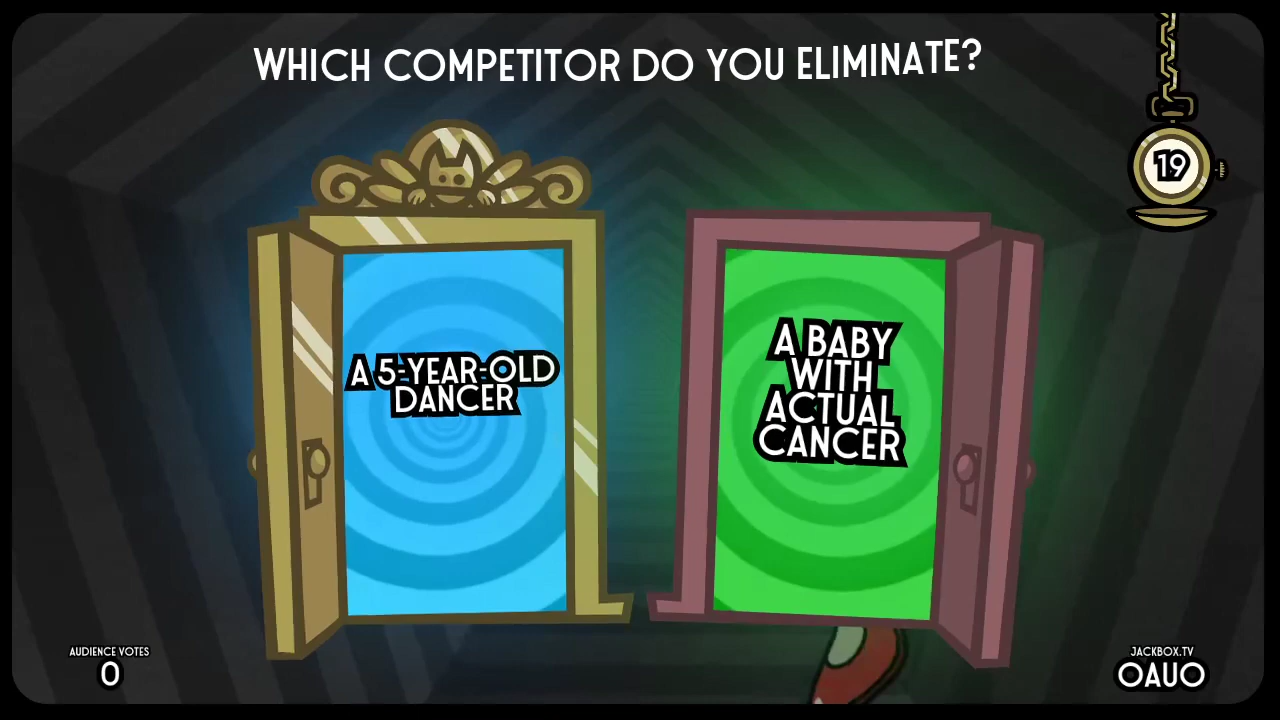 WHICH COMPETITOR DO YOU ELIMINATE?
19
A 5-YEAR-OLD
DANCER
A BABY
WITH
ACTUAL
CANCER
AUDIENCE VOTES
0
JACKBOX.TV
OAUO